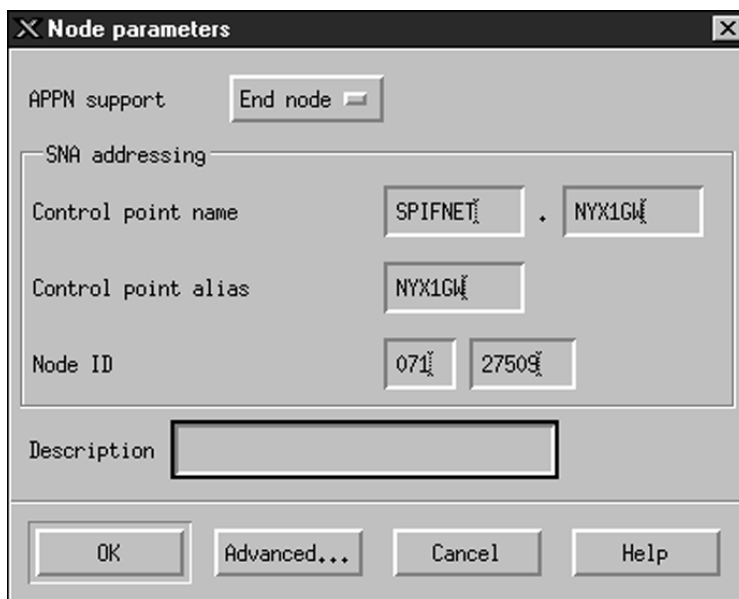 Node parameters
APPN support End node
SNA addressing
Control point name SPIFNET . NYX1GW
Control point alias NYX1GW
Node ID 071 27509
Description
OK Advanced... Cancel Help